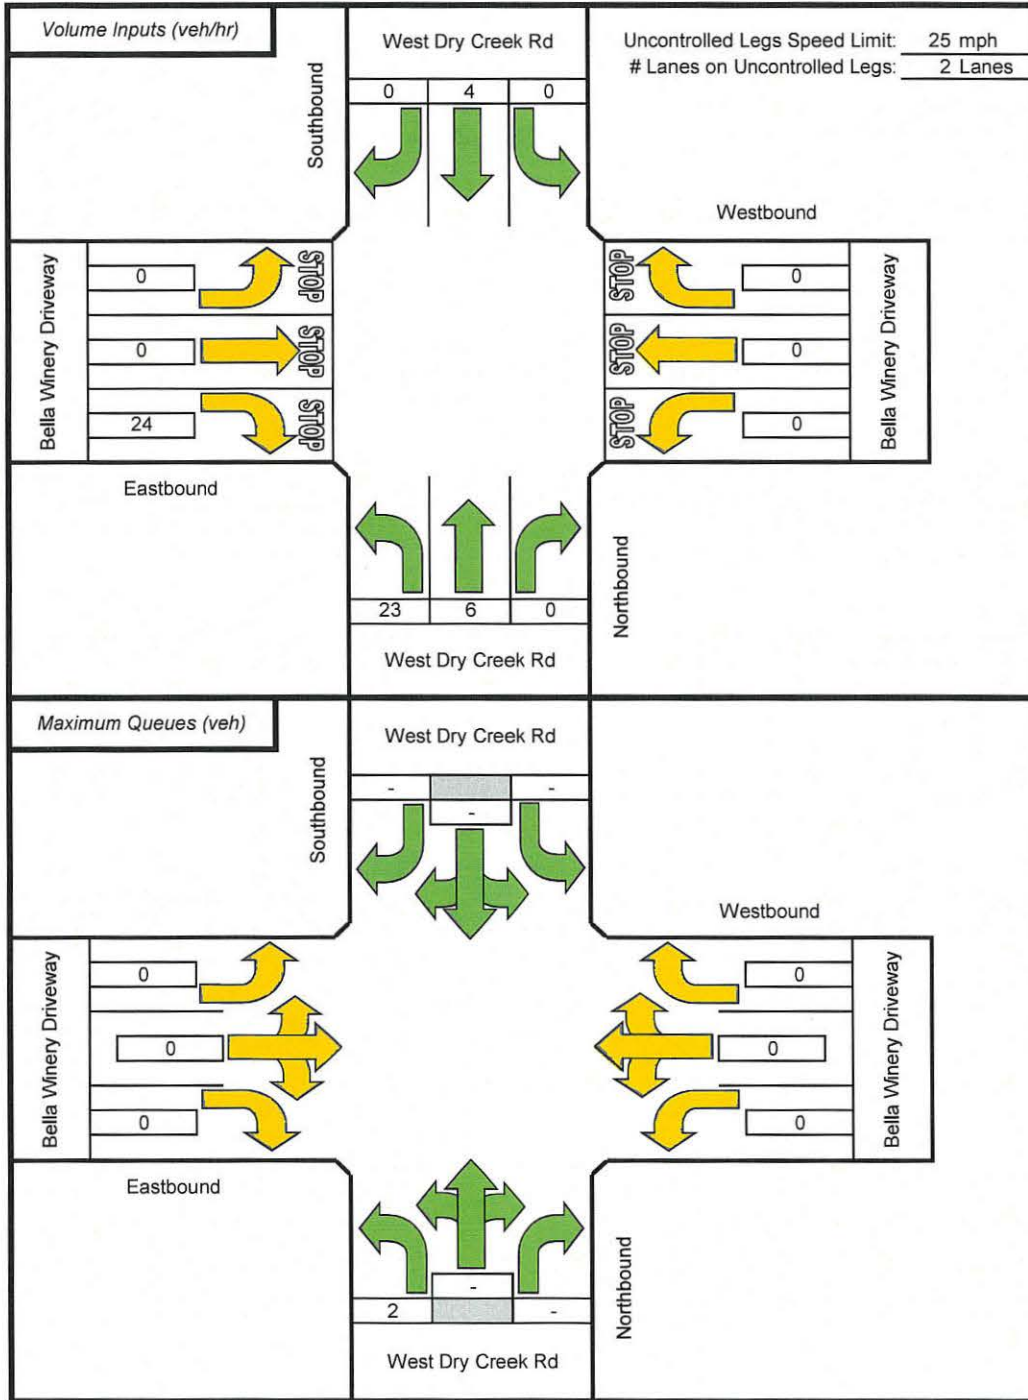 Volume Inputs (veh/hr)
West Dry Creek Rd
Uncontrolled Legs Speed Limit: 25 mph
# Lanes on Uncontrolled Legs: 2 Lanes
0 4 0
Southbound
Westbound
Bella Winery Driveway
0 STOP
0 STOP
24 STOP
STOP 0
STOP 0
STOP 0
Bella Winery Driveway
Eastbound
Northbound
23 6 0
West Dry Creek Rd
Maximum Queues (veh)
West Dry Creek Rd
Southbound
- -
-
Westbound
Bella Winery Driveway
0 0
0 0
0 0
Bella Winery Driveway
Eastbound
Northbound
-
2 -
West Dry Creek Rd